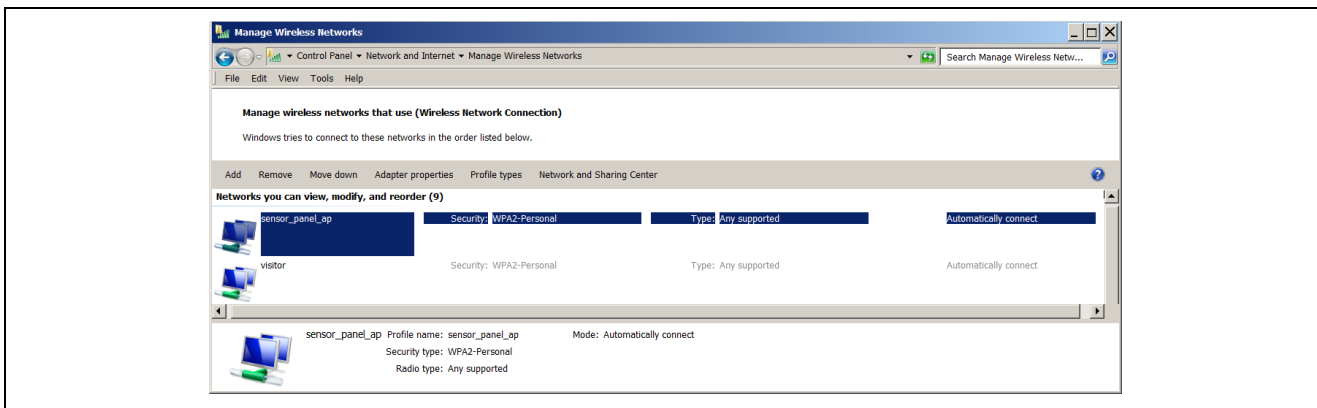 Manage Wireless Networks
Control Panel Network and Internet Manage Wireless Networks
Search Manage Wireless Netw...
File Edit View Tools Help
Manage wireless networks that use (Wireless Network Connection)
Windows tries to connect to these networks in the order listed below.
Add Remove Move down Adapter properties Profile types Network and Sharing Center
Networks you can view, modify, and reorder (9)
sensor_panel_ap Security: WPA2-Personal Type: Any supported Automatically connect
visitor Security: WPA2-Personal Type: Any supported Automatically connect
sensor_panel_ap Profile name: sensor_panel_ap Mode: Automatically connect
Security type: WPA2-Personal
Radio type: Any supported